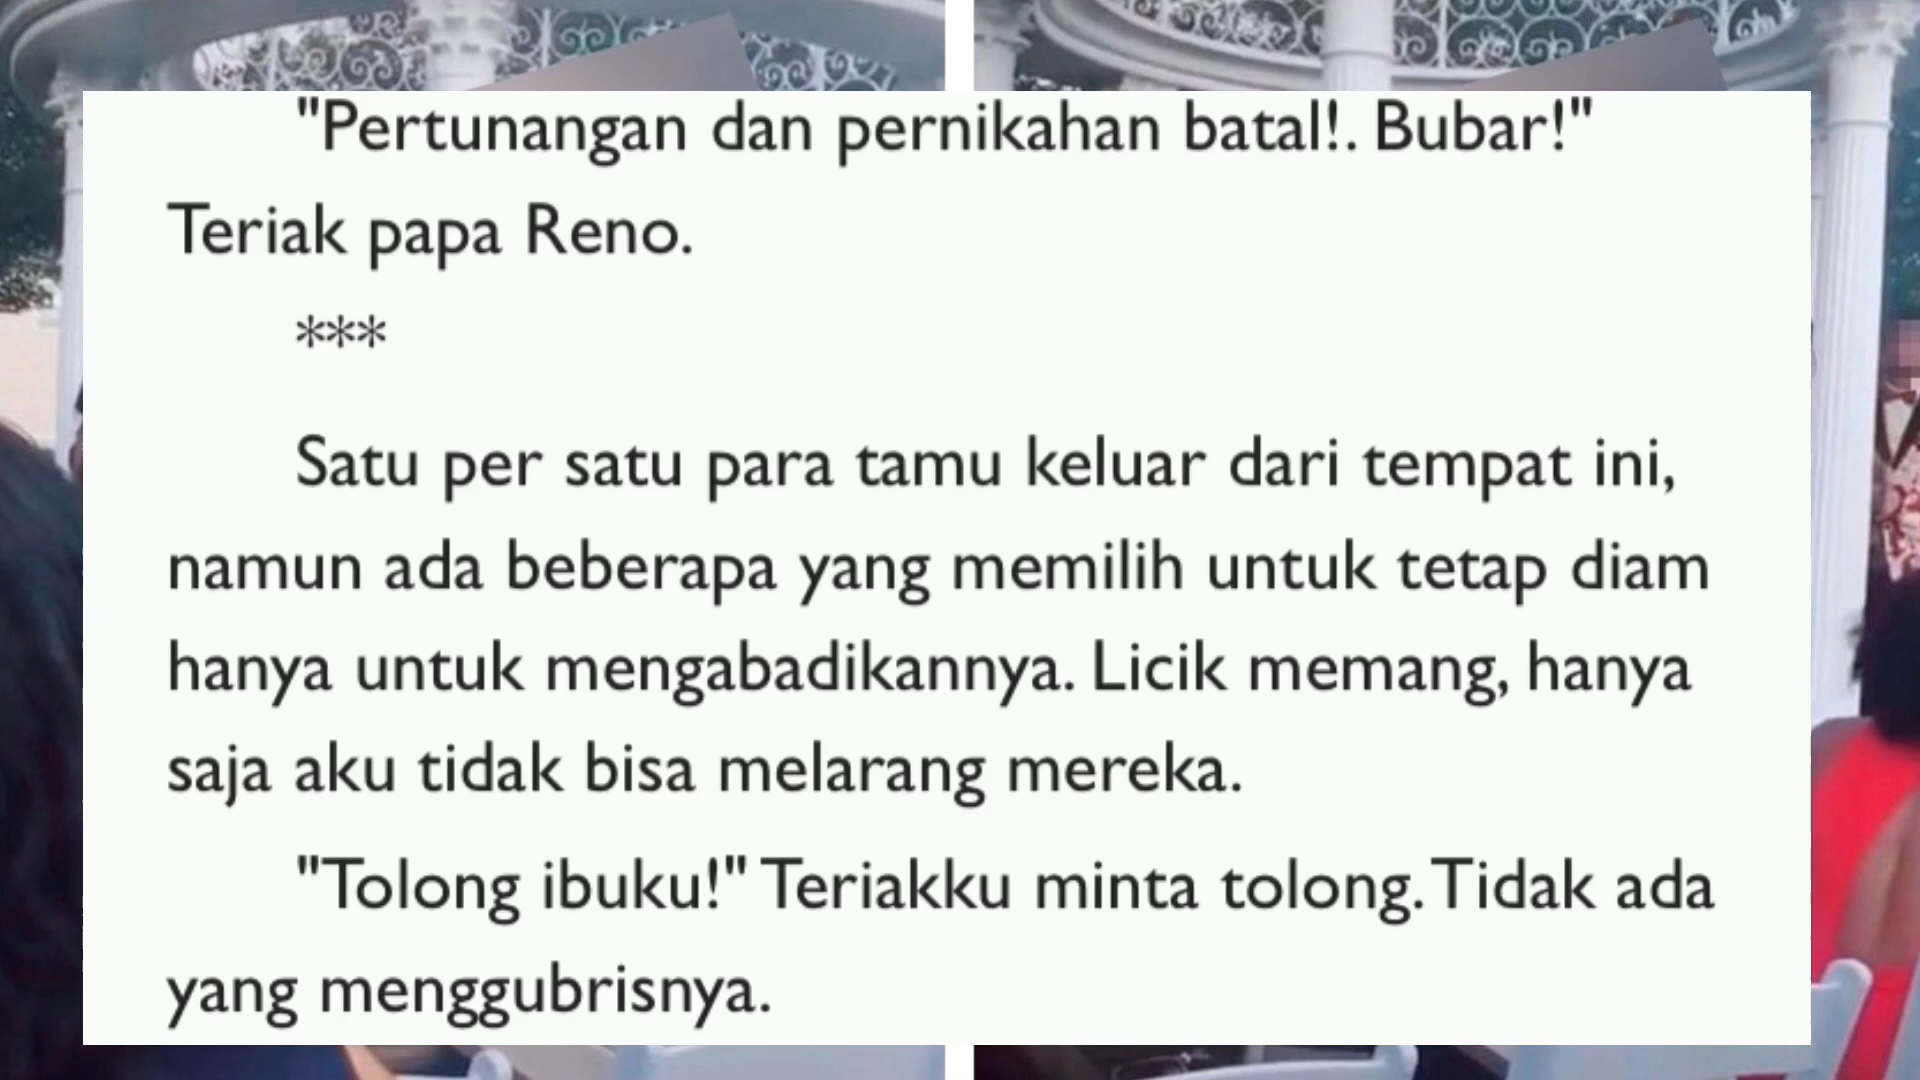 "Pertunangan dan pernikahan batal!. Bubar!"
Teriak papa Reno.
***
Satu per satu para tamu keluar dari tempat ini,
namun ada beberapa yang memilih untuk tetap diam
hanya untuk mengabadikannya. Licik memang, hanya
saja aku tidak bisa melarang mereka.
"Tolong ibuku!" Teriakku minta tolong. Tidak ada
yang menggubrisnya.